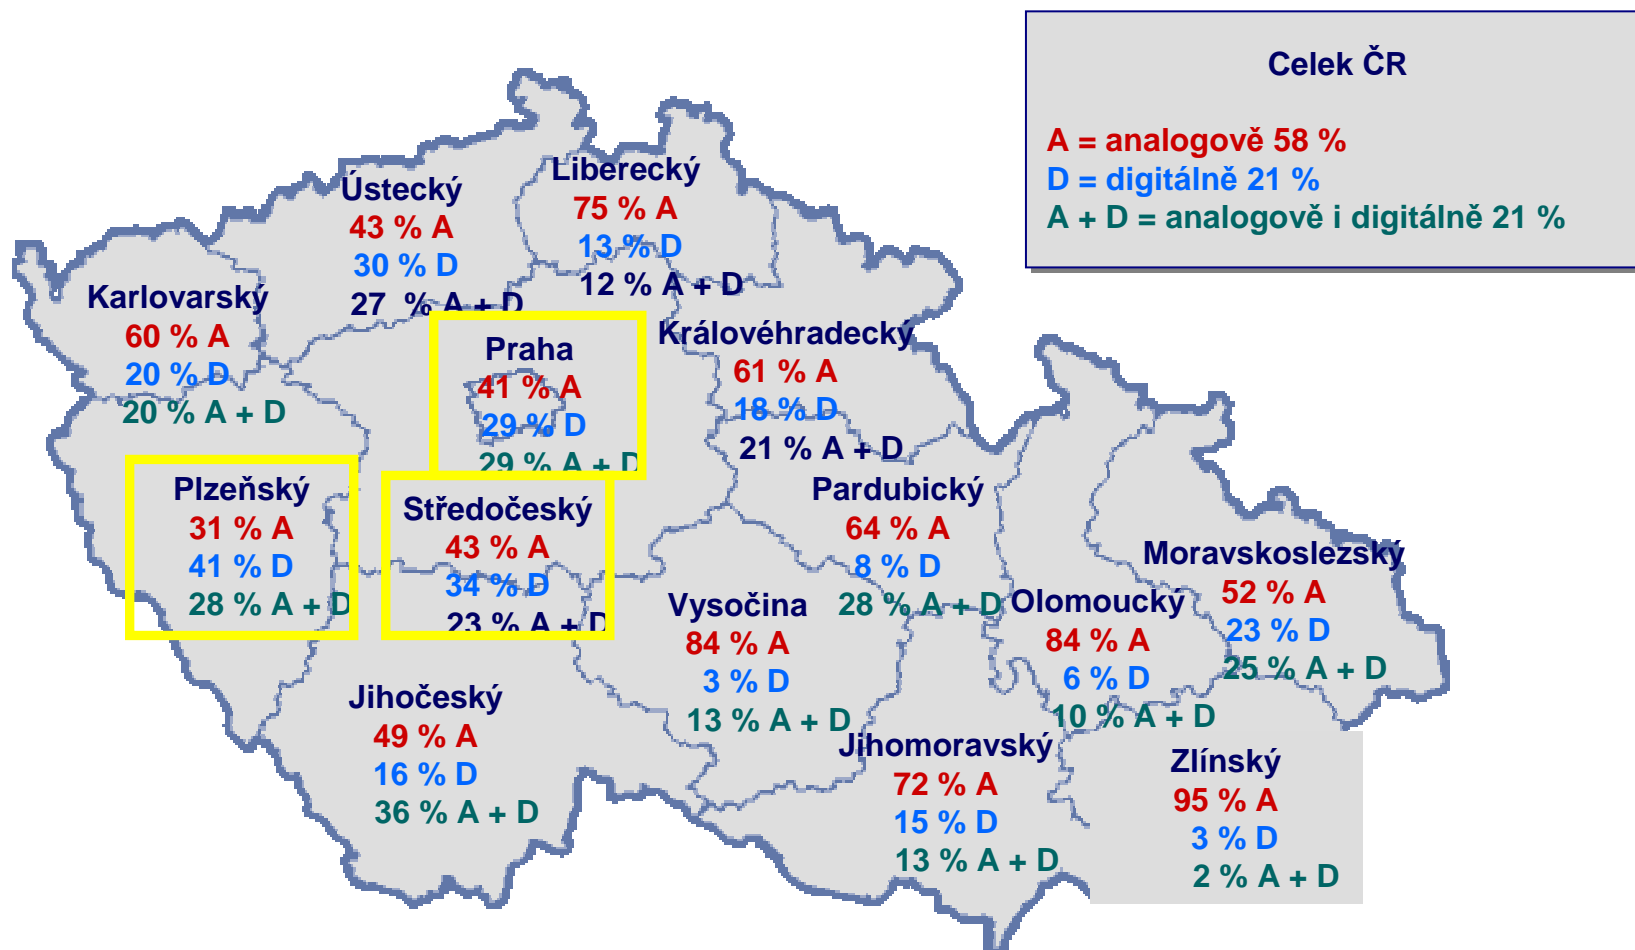 Celek ČR
A = analogově 58 %
D = digitálně 21 %
A + D = analogově i digitálně 21 %
Liberecký
75 % A
13 % D
12 % A + D
Ústecký
43 % A
30 % D
27 % A + D
Karlovarský
60 % A
20 % D
20 % A + D
Praha
41 % A
29 % D
29 % A + D
Královéhradecký
61 % A
18 % D
21 % A + D
Plzeňský
31 % A
41 % D
28 % A + D
Středočeský
43 % A
34 % D
23 % A + D
Pardubický
64 % A
8 % D
28 % A + D
Moravskoslezský
52 % A
23 % D
25 % A + D
Vysočina
84 % A
3 % D
13 % A + D
Olomoucký
84 % A
6 % D
10 % A + D
Jihočeský
49 % A
16 % D
36 % A + D
Jihomoravský
72 % A
15 % D
13 % A + D
Zlínský
95 % A
3 % D
2 % A + D